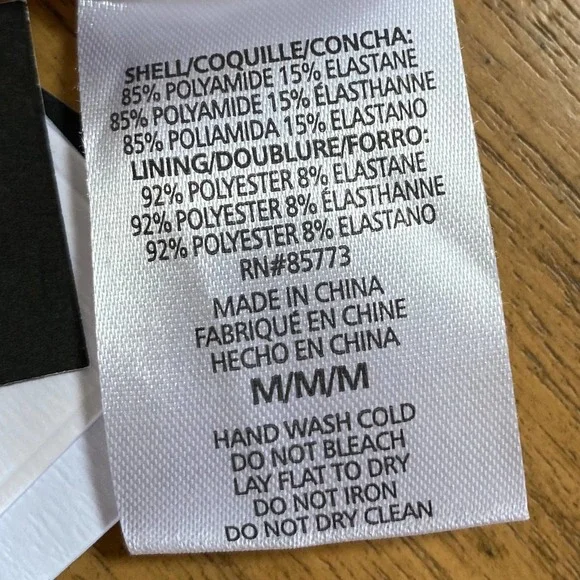 SHELL/COQUILLE/CONCHA:
85% POLYAMIDE 15% ELASTANE
85% POLYAMIDE 15% ÉLASTHANNE
85% POLIAMIDA 15% ELASTANO
LINING/DOUBLURE/FORRO:
92% POLYESTER 8% ELASTANE
92% POLYESTER 8% ÉLASTHANNE
92% POLYESTER 8% ELASTANO
RN#85773
MADE IN CHINA
FABRIQUÉ EN CHINE
HECHO EN CHINA
M/M/M
HAND WASH COLD
DO NOT BLEACH
LAY FLAT TO DRY
DO NOT IRON
DO NOT DRY CLEAN